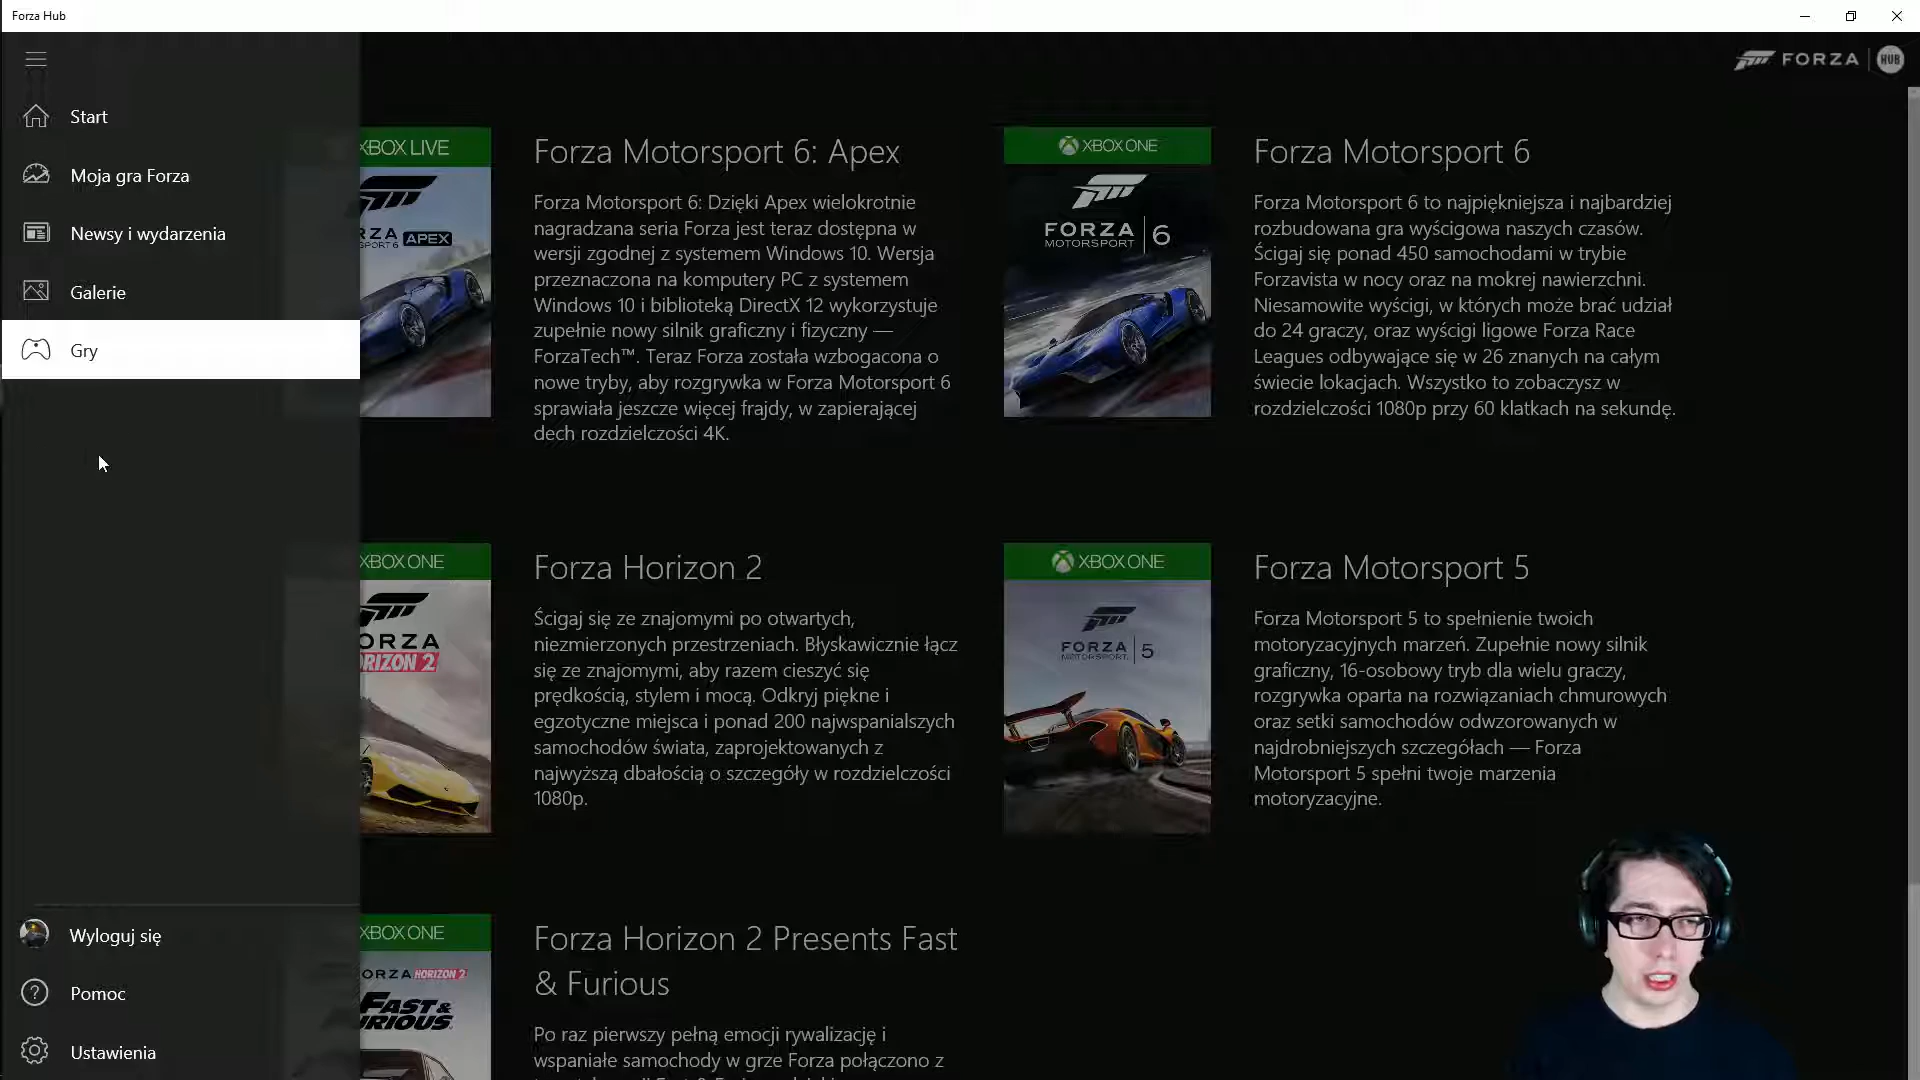 Forza Hub
FORZA | HUB
Start
Moja gra Forza
Newsy i wydarzenia
Galerie
Gry
Wyloguj się
Pomoc
Ustawienia
XBOX LIVE
APEX
Forza Motorsport 6: Apex
Forza Motorsport 6: Dzięki Apex wielokrotnie
nagradzana seria Forza jest teraz dostępna w
wersji zgodnej z systemem Windows 10. Wersja
przeznaczona na komputery PC z systemem
Windows 10 i biblioteką DirectX 12 wykorzystuje
zupełnie nowy silnik graficzny i fizyczny —
ForzaTech™. Teraz Forza została wzbogacona o
nowe tryby, aby rozgrywka w Forza Motorsport 6
sprawiała jeszcze więcej frajdy, w zapierającej
dech rozdzielczości 4K.
XBOX ONE
FORZA
MOTORSPORT 6
Forza Motorsport 6
Forza Motorsport 6 to najpiękniejsza i najbardziej
rozbudowana gra wyścigowa naszych czasów.
Ścigaj się ponad 450 samochodami w trybie
Forzavista w nocy oraz na mokrej nawierzchni.
Niesamowite wyścigi, w których może brać udział
do 24 graczy, oraz wyścigi ligowe Forza Race
Leagues odbywające się w 26 znanych na całym
świecie lokacjach. Wszystko to zobaczysz w
rozdzielczości 1080p przy 60 klatkach na sekundę.
XBOX ONE
ORZA
RIZON 2
Forza Horizon 2
Ścigaj się ze znajomymi po otwartych,
niezmierzonych przestrzeniach. Błyskawicznie łącz
się ze znajomymi, aby razem cieszyć się
prędkością, stylem i mocą. Odkryj piękne i
egzotyczne miejsca i ponad 200 najwspanialszych
samochodów świata, zaprojektowanych z
najwyższą dbałością o szczegóły w rozdzielczości
1080p.
XBOX ONE
FORZA
MOTORSPORT 5
Forza Motorsport 5
Forza Motorsport 5 to spełnienie twoich
motoryzacyjnych marzeń. Zupełnie nowy silnik
graficzny, 16-osobowy tryb dla wielu graczy,
rozgrywka oparta na rozwiązaniach chmurowych
oraz setki samochodów odwzorowanych w
najdrobniejszych szczegółach — Forza
Motorsport 5 spełni twoje marzenia
motoryzacyjne.
XBOX ONE
ORZA HORIZON 2
FAST &
URIOUS
Forza Horizon 2 Presents Fast
& Furious
Po raz pierwszy pełną emocji rywalizację i
wspaniałe samochody w grze Forza połączono z